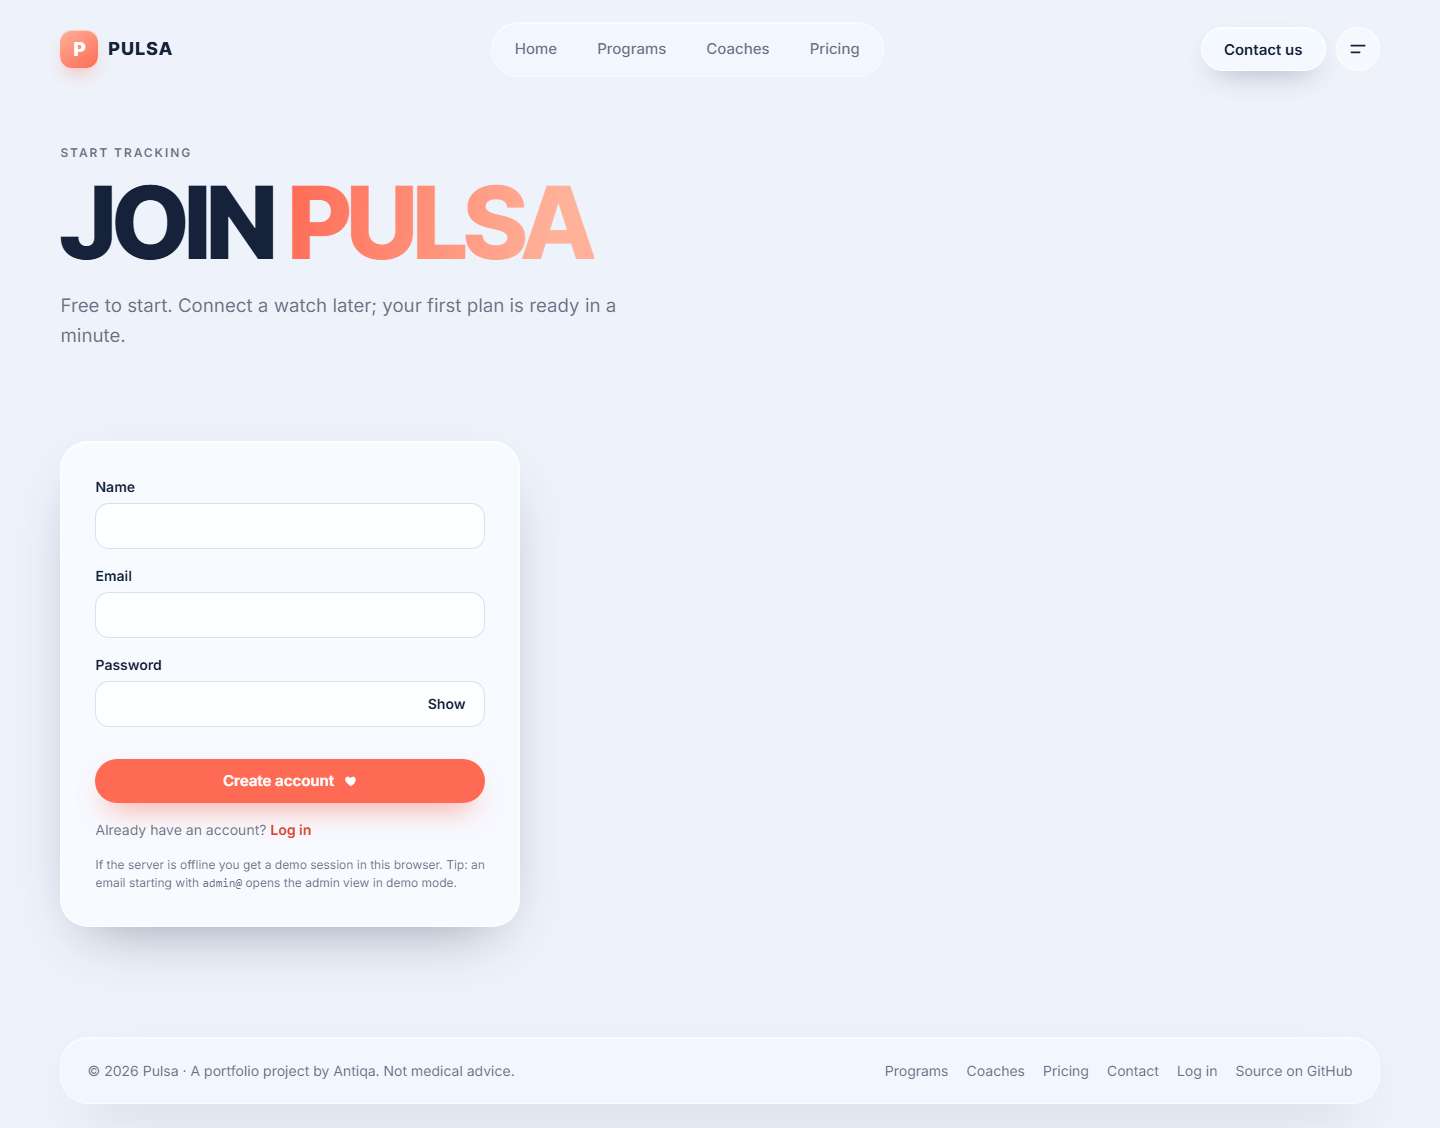 P PULSA
Home Programs Coaches Pricing
Contact us
START TRACKING
JOIN PULSA
Free to start. Connect a watch later; your first plan is ready in a
minute.
Name
Email
Password
Show
Create account
Already have an account? Log in
If the server is offline you get a demo session in this browser. Tip: an
email starting with admin@ opens the admin view in demo mode.
© 2026 Pulsa · A portfolio project by Antiqa. Not medical advice.
Programs Coaches Pricing Contact Log in Source on GitHub